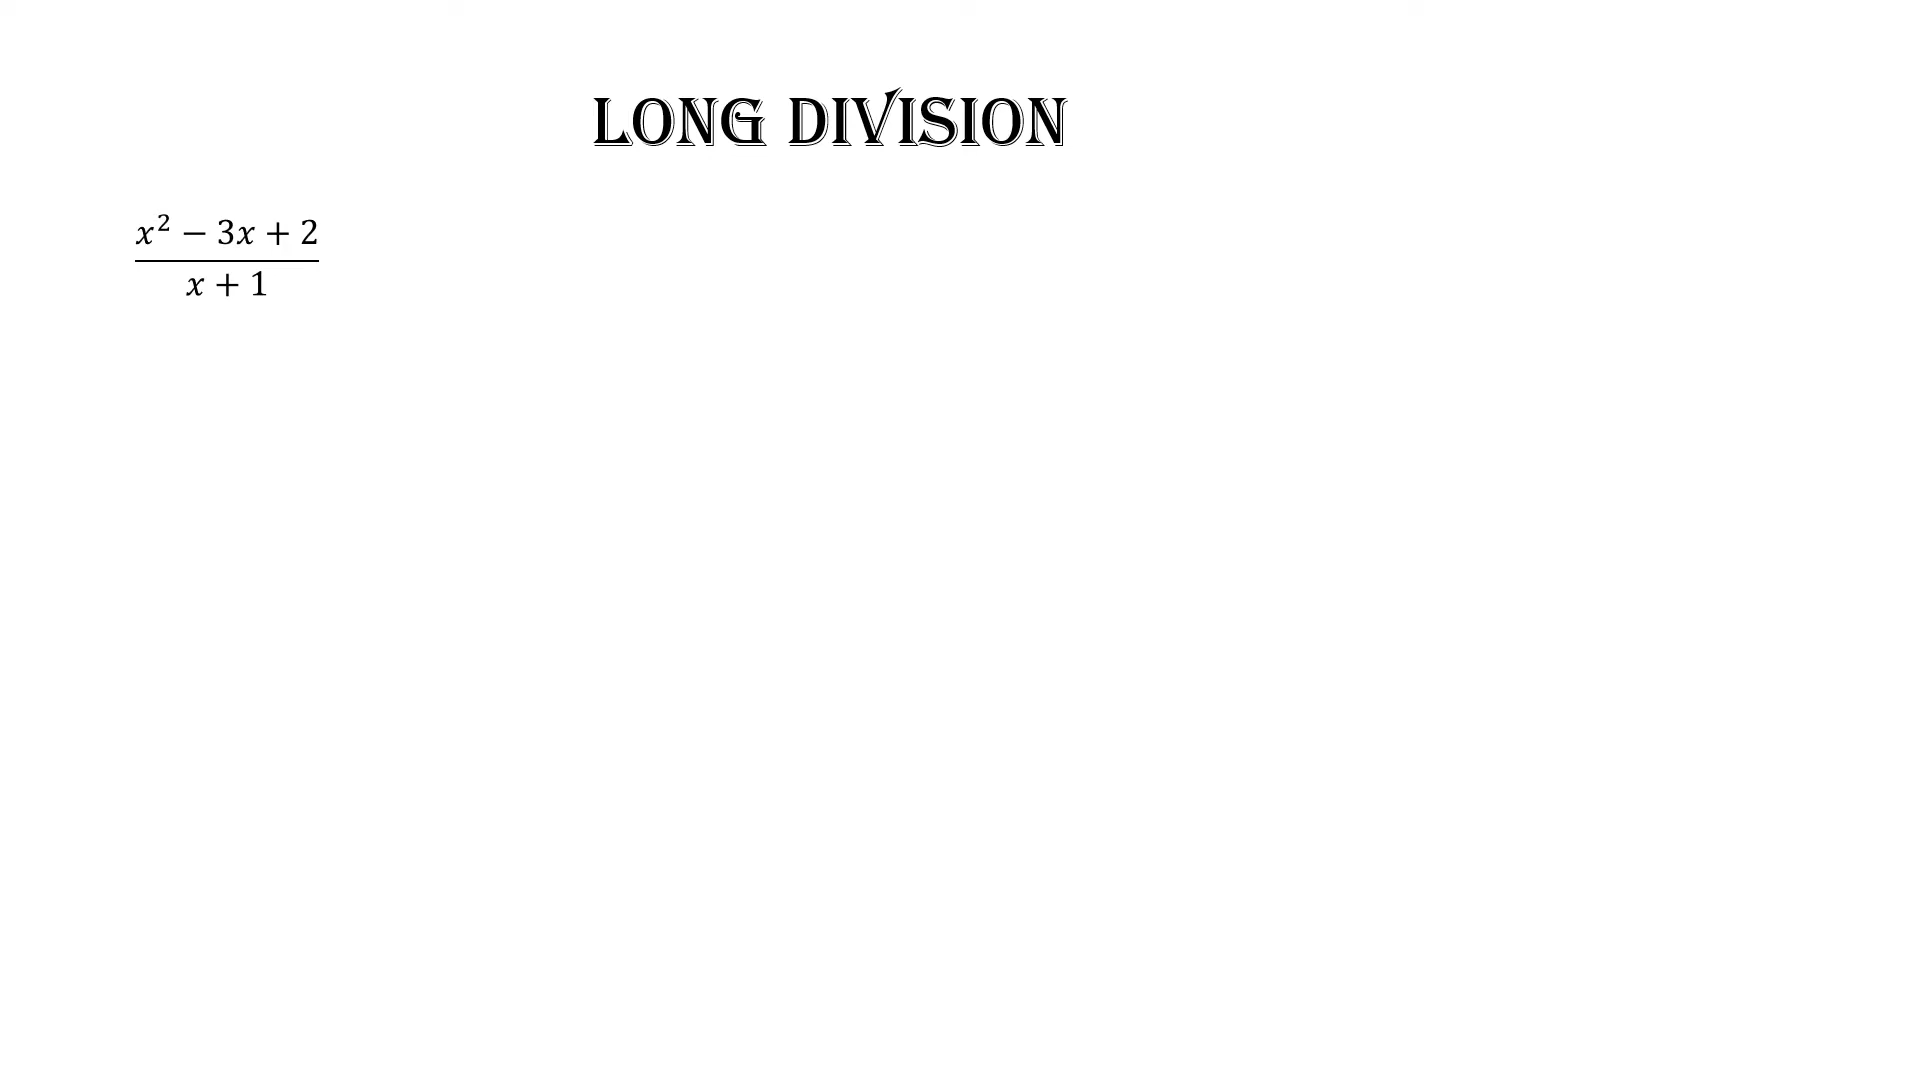 LONG DIVISION
x² − 3x + 2
x + 1